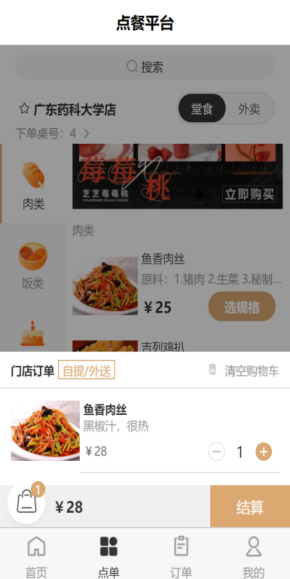 点餐平台
搜索
广东药科大学店
堂食 外卖
下单桌号：4 >
莓莓
桃
芝芝莓莓桃
立即购买
肉类
肉类
鱼香肉丝
原料：1.猪肉 2.生菜 3.秘制...
¥25
选规格
饭类
吉列鸡扒
门店订单 自提/外送
清空购物车
鱼香肉丝
黑椒汁，很热
¥28
1
1
¥28
结算
首页 点单 订单 我的